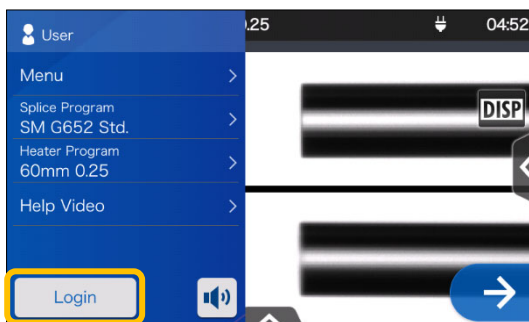 User
.25
04:52
Menu
Splice Program
SM G652 Std.
Heater Program
60mm 0.25
Help Video
DISP
Login